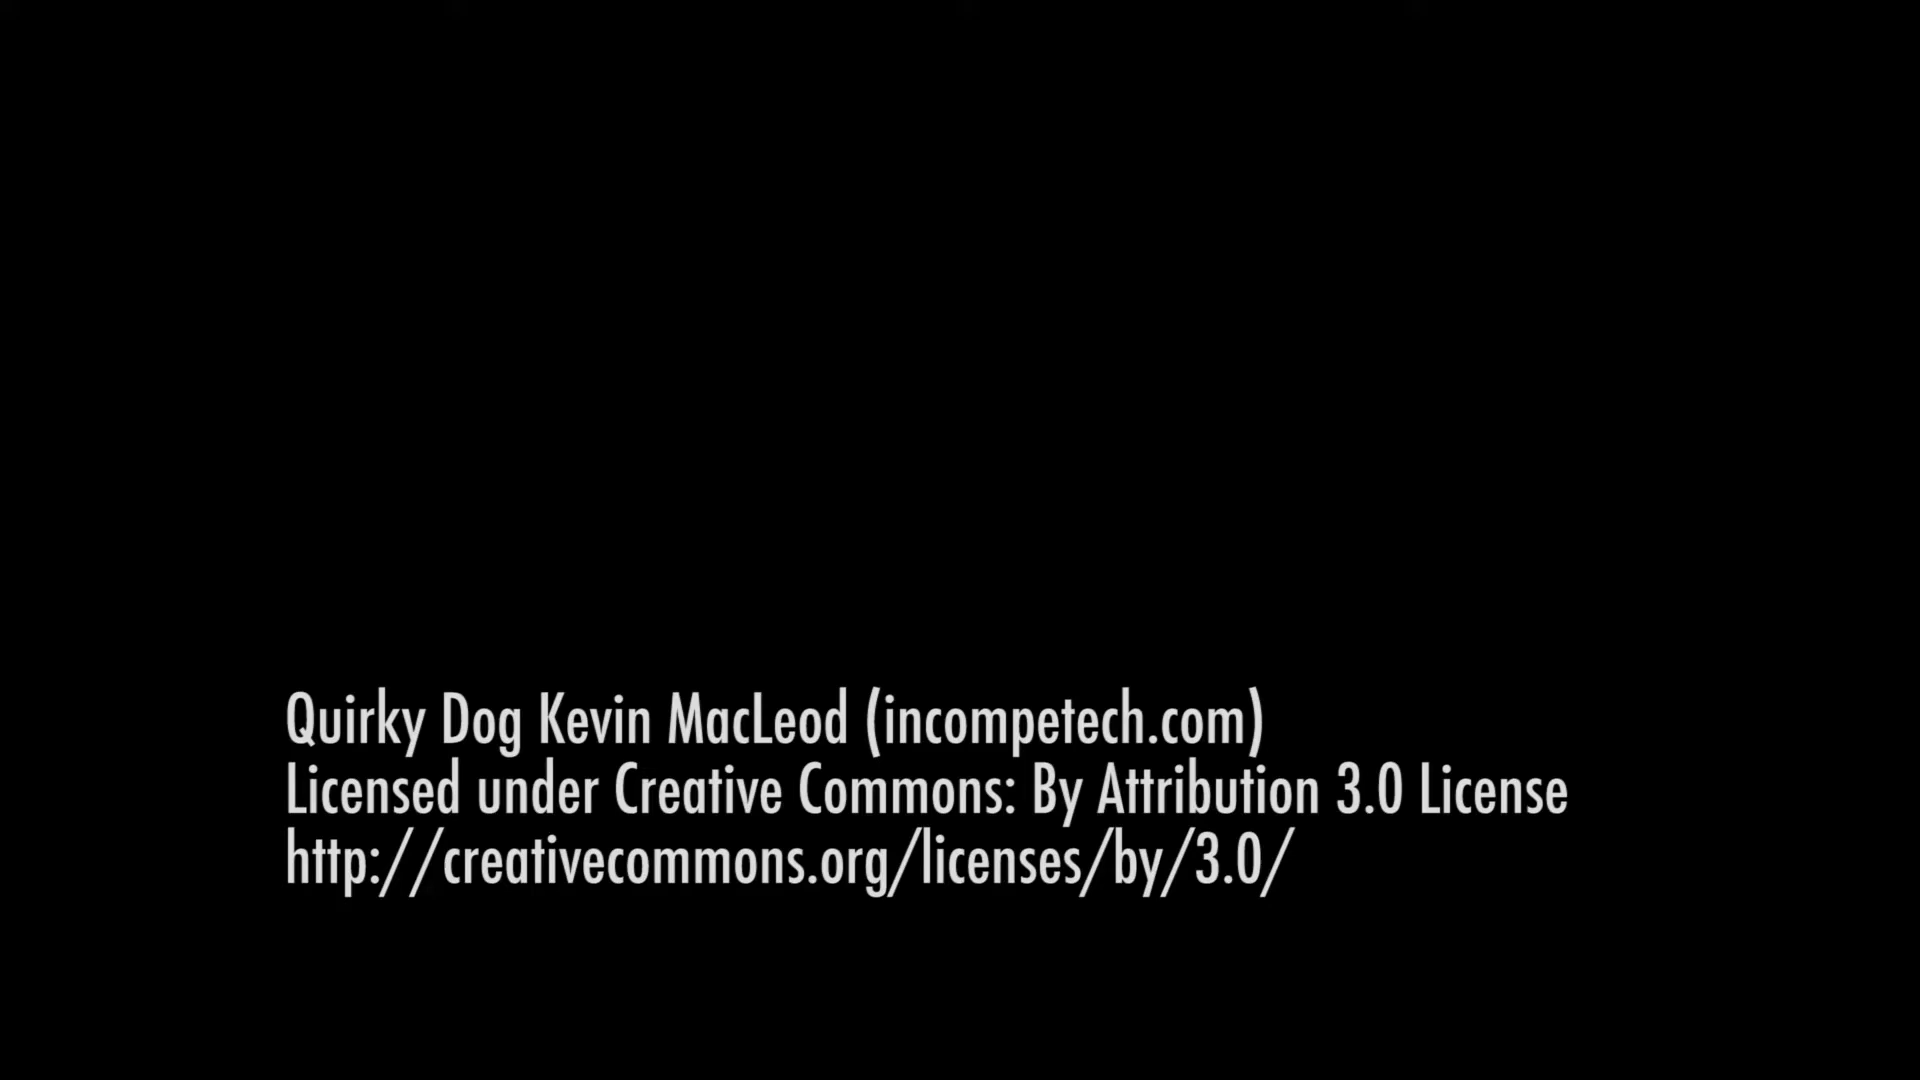 Quirky Dog Kevin MacLeod (incompetech.com)
Licensed under Creative Commons: By Attribution 3.0 License
http://creativecommons.org/licenses/by/3.0/